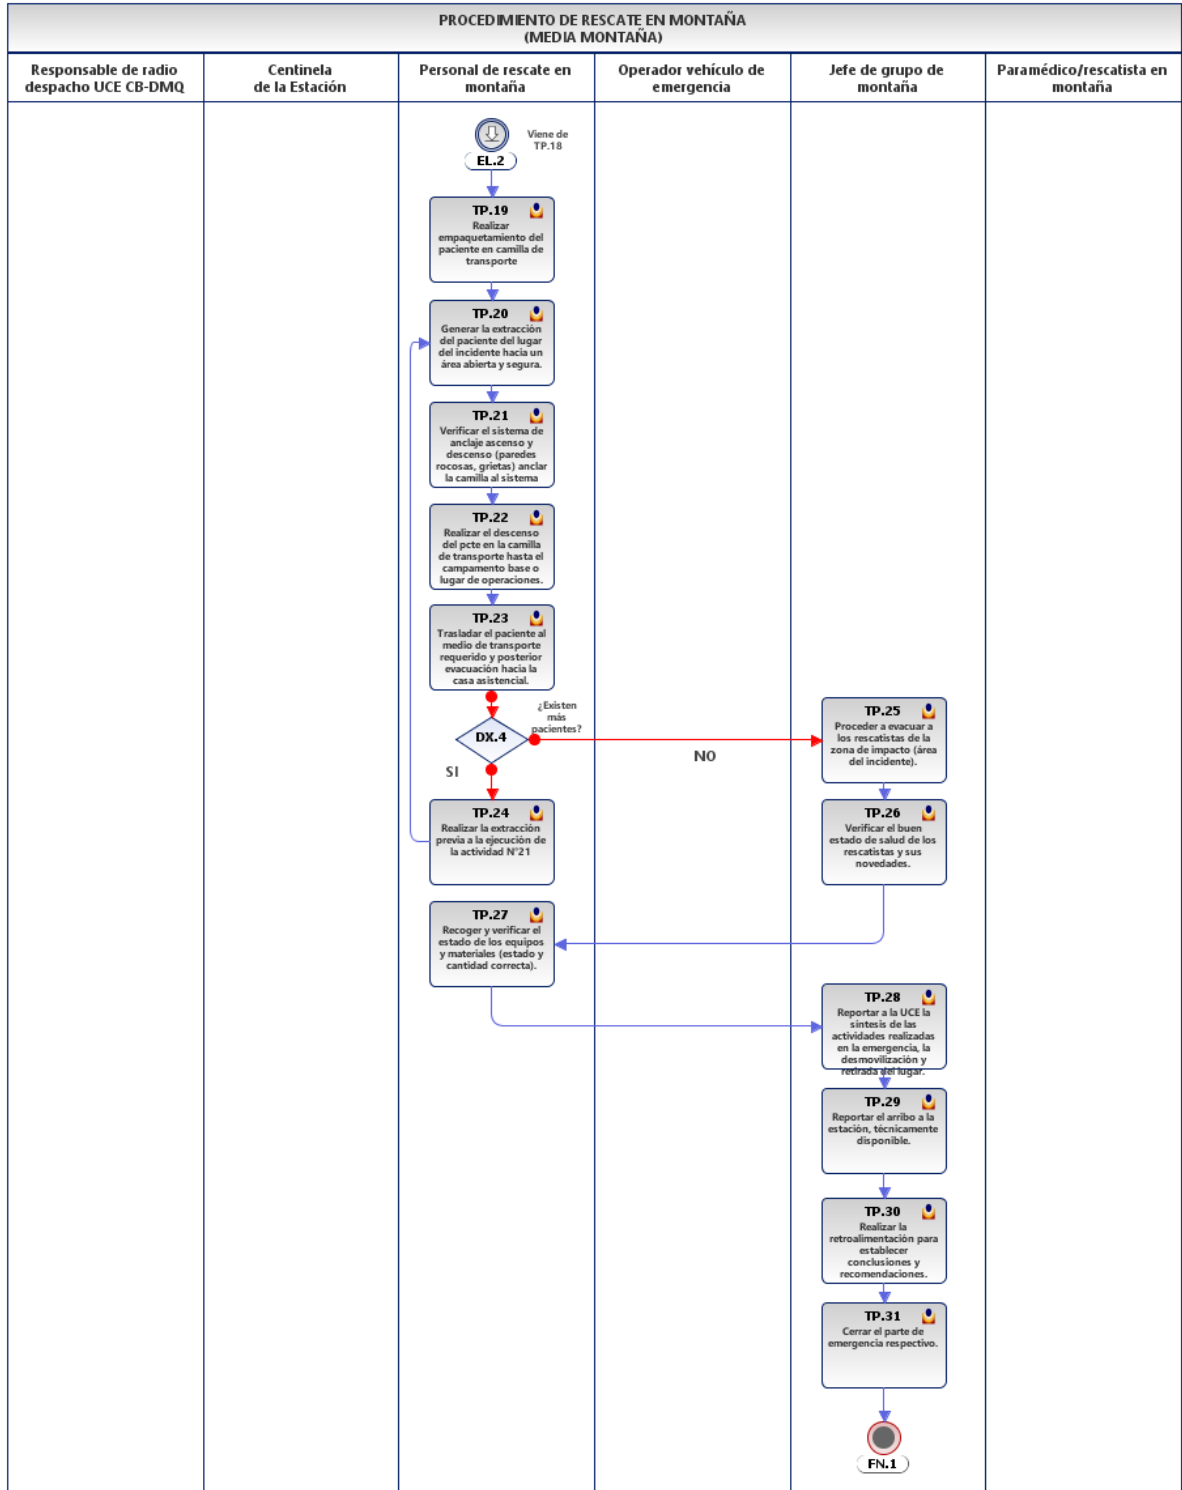 PROCEDIMIENTO DE RESCATE EN MONTAÑA
(MEDIA MONTAÑA)
Responsable de radio
despacho UCE CB-DMQ
Centinela
de la Estación
Personal de rescate en
montaña
Operador vehículo de
emergencia
Jefe de grupo de
montaña
Paramédico/rescatista en
montaña
Viene de
TP.18
EL.2
TP.19
Realizar
empaquetamiento del
paciente en camilla de
transporte
TP.20
Generar la extracción
del paciente del lugar
del incidente hacia un
área abierta y segura.
TP.21
Verificar el sistema de
anclaje ascenso y
descenso (paredes
rocosas, grietas) anclar
la camilla al sistema
TP.22
Realizar el descenso
del pcte en la camilla
de transporte hasta el
campamento base o
lugar de operaciones.
TP.23
Trasladar el paciente al
medio de transporte
requerido y posterior
evacuación hacia la
casa asistencial.
¿Existen
más
pacientes?
DX.4
NO
SI
TP.25
Proceder a evacuar a
los rescatistas de la
zona de impacto (área
del incidente).
TP.24
Realizar la extracción
previa a la ejecución de
la actividad N°21
TP.26
Verificar el buen
estado de salud de los
rescatistas y sus
novedades.
TP.27
Recoger y verificar el
estado de los equipos
y materiales (estado y
cantidad correcta).
TP.28
Reportar a la UCE la
síntesis de las
actividades realizadas
en la emergencia, la
desmovilización y
retirada del lugar.
TP.29
Reportar el arribo a la
estación, técnicamente
disponible.
TP.30
Realizar la
retroalimentación para
establecer
conclusiones y
recomendaciones.
TP.31
Cerrar el parte de
emergencia respectivo.
FN.1